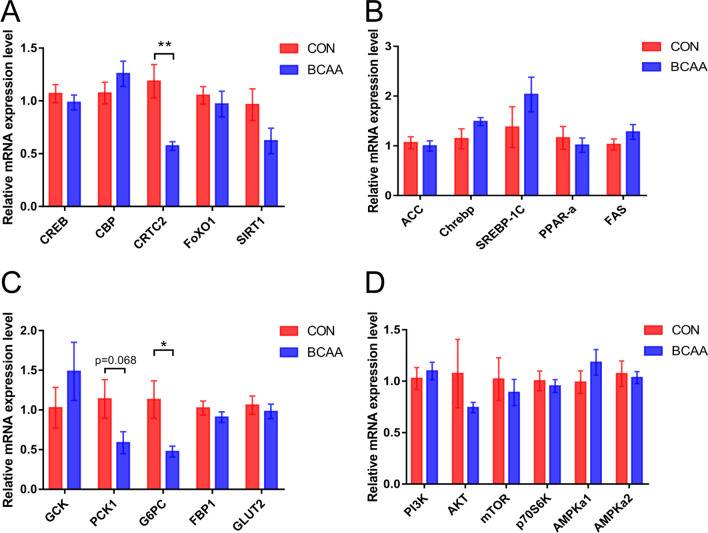 A
Relative mRNA expression level
1.5
1.0
0.5
0.0
**
CON
BCAA
CREB
CBP
CRTC2
FoXO1
SIRT1
B
Relative mRNA expression level
3
2
1
0
CON
BCAA
ACC
Chrebp
SREBP-1C
PPAR-a
FAS
C
Relative mRNA expression level
2.0
1.5
1.0
0.5
0.0
p=0.068
*
CON
BCAA
GCK
PCK1
G6PC
FBP1
GLUT2
D
Relative mRNA expression level
1.5
1.0
0.5
0.0
CON
BCAA
PI3K
AKT
mTOR
p70S6K
AMPKa1
AMPKa2